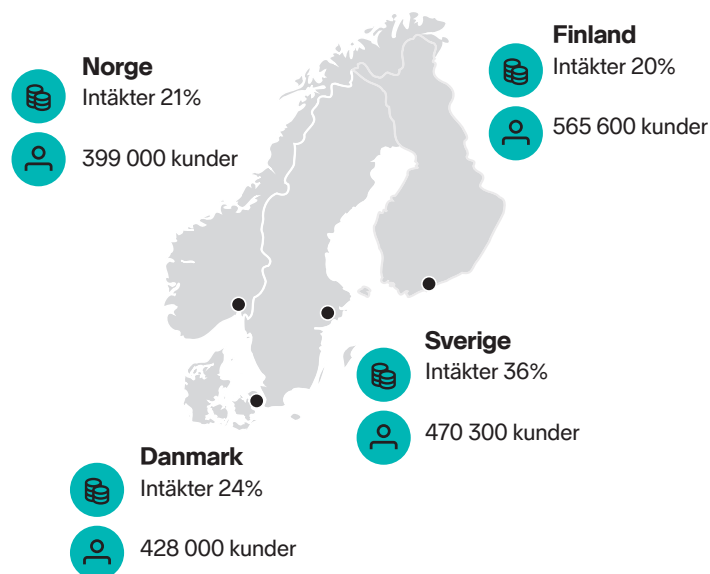 Norge
Intäkter 21%
399 000 kunder
Finland
Intäkter 20%
565 600 kunder
Sverige
Intäkter 36%
470 300 kunder
Danmark
Intäkter 24%
428 000 kunder